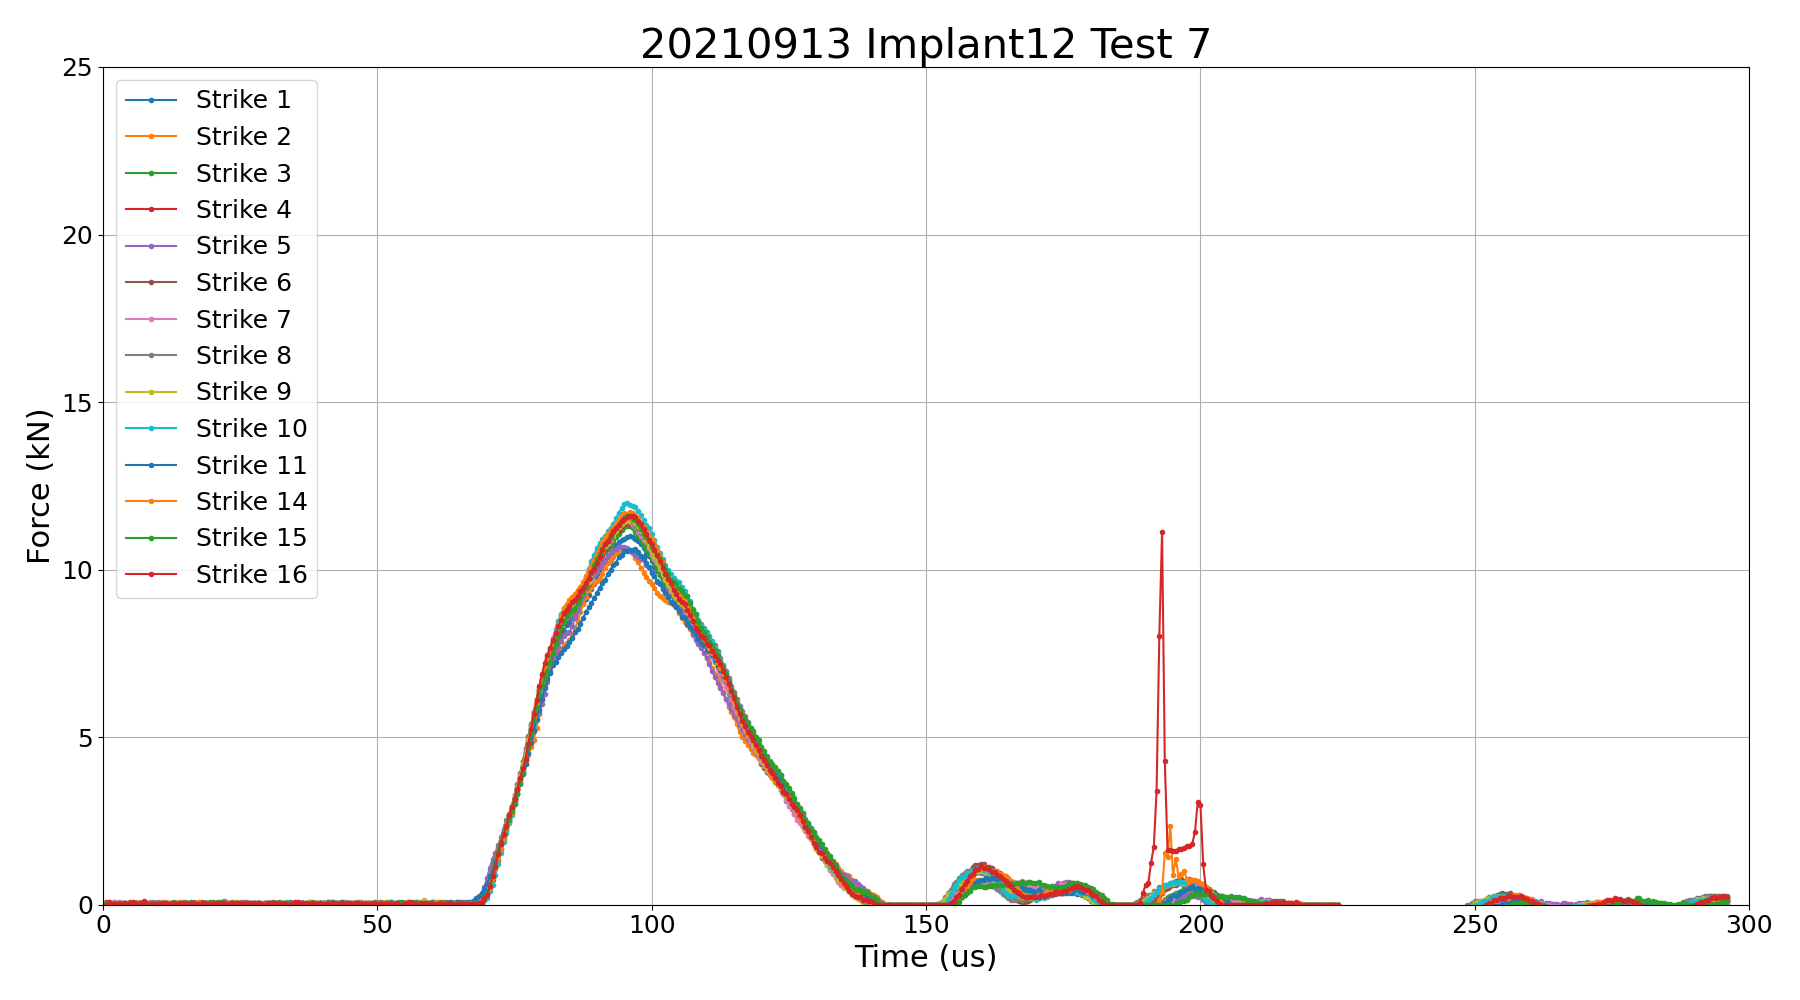 20210913 Implant12 Test 7
25
20
15
10
5
0
Force (kN)
Strike 1
Strike 2
Strike 3
Strike 4
Strike 5
Strike 6
Strike 7
Strike 8
Strike 9
Strike 10
Strike 11
Strike 14
Strike 15
Strike 16
0 50 100 150 200 250 300
Time (us)